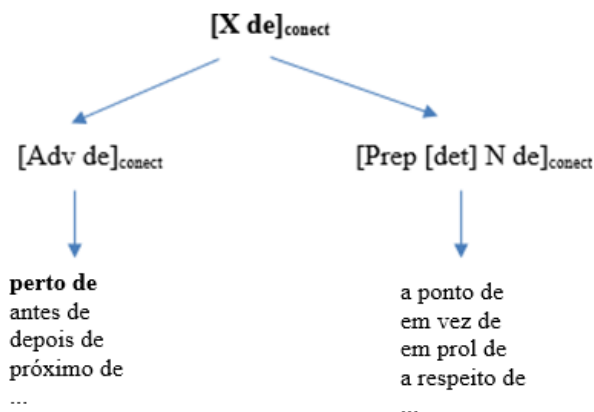 [X de]conect
[Adv de]conect
[Prep [det] N de]conect
perto de
antes de
depois de
próximo de
...
a ponto de
em vez de
em prol de
a respeito de
...